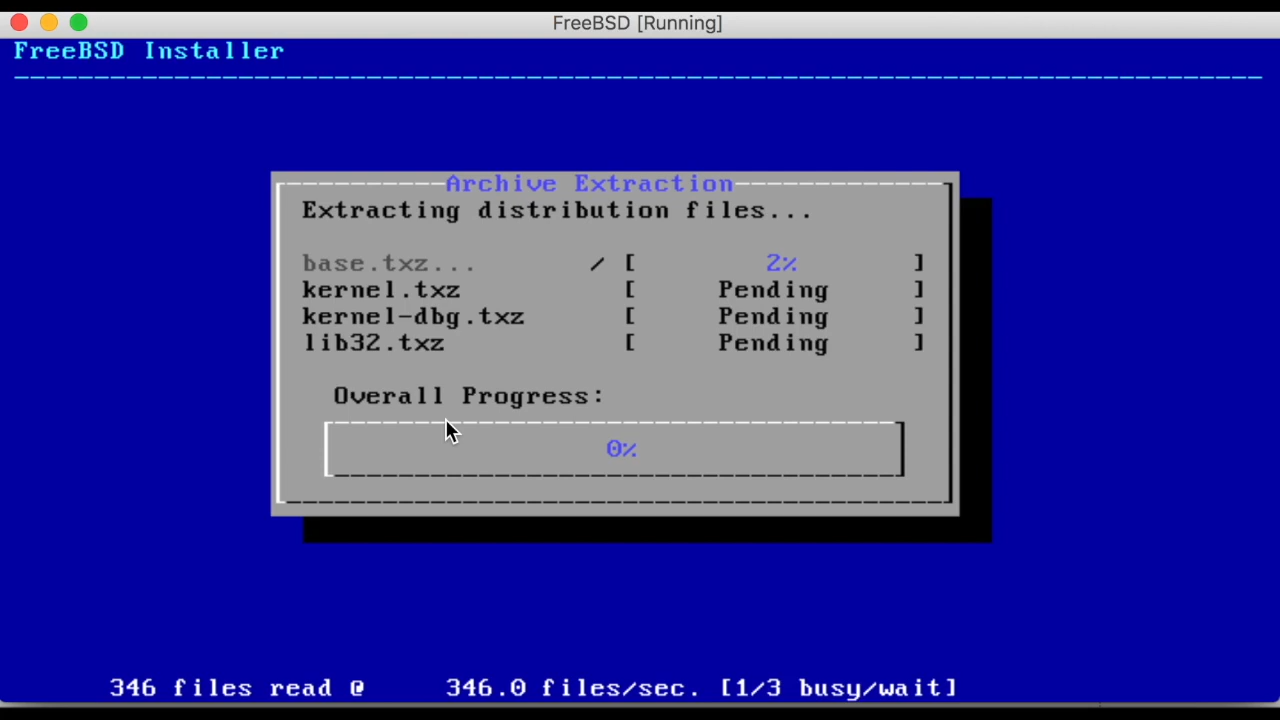 FreeBSD [Running]
FreeBSD Installer
Archive Extraction
Extracting distribution files...
base.txz... / [ 2% ]
kernel.txz [ Pending ]
kernel-dbg.txz [ Pending ]
lib32.txz [ Pending ]
Overall Progress:
0%
346 files read @ 346.0 files/sec. [1/3 busy/wait]